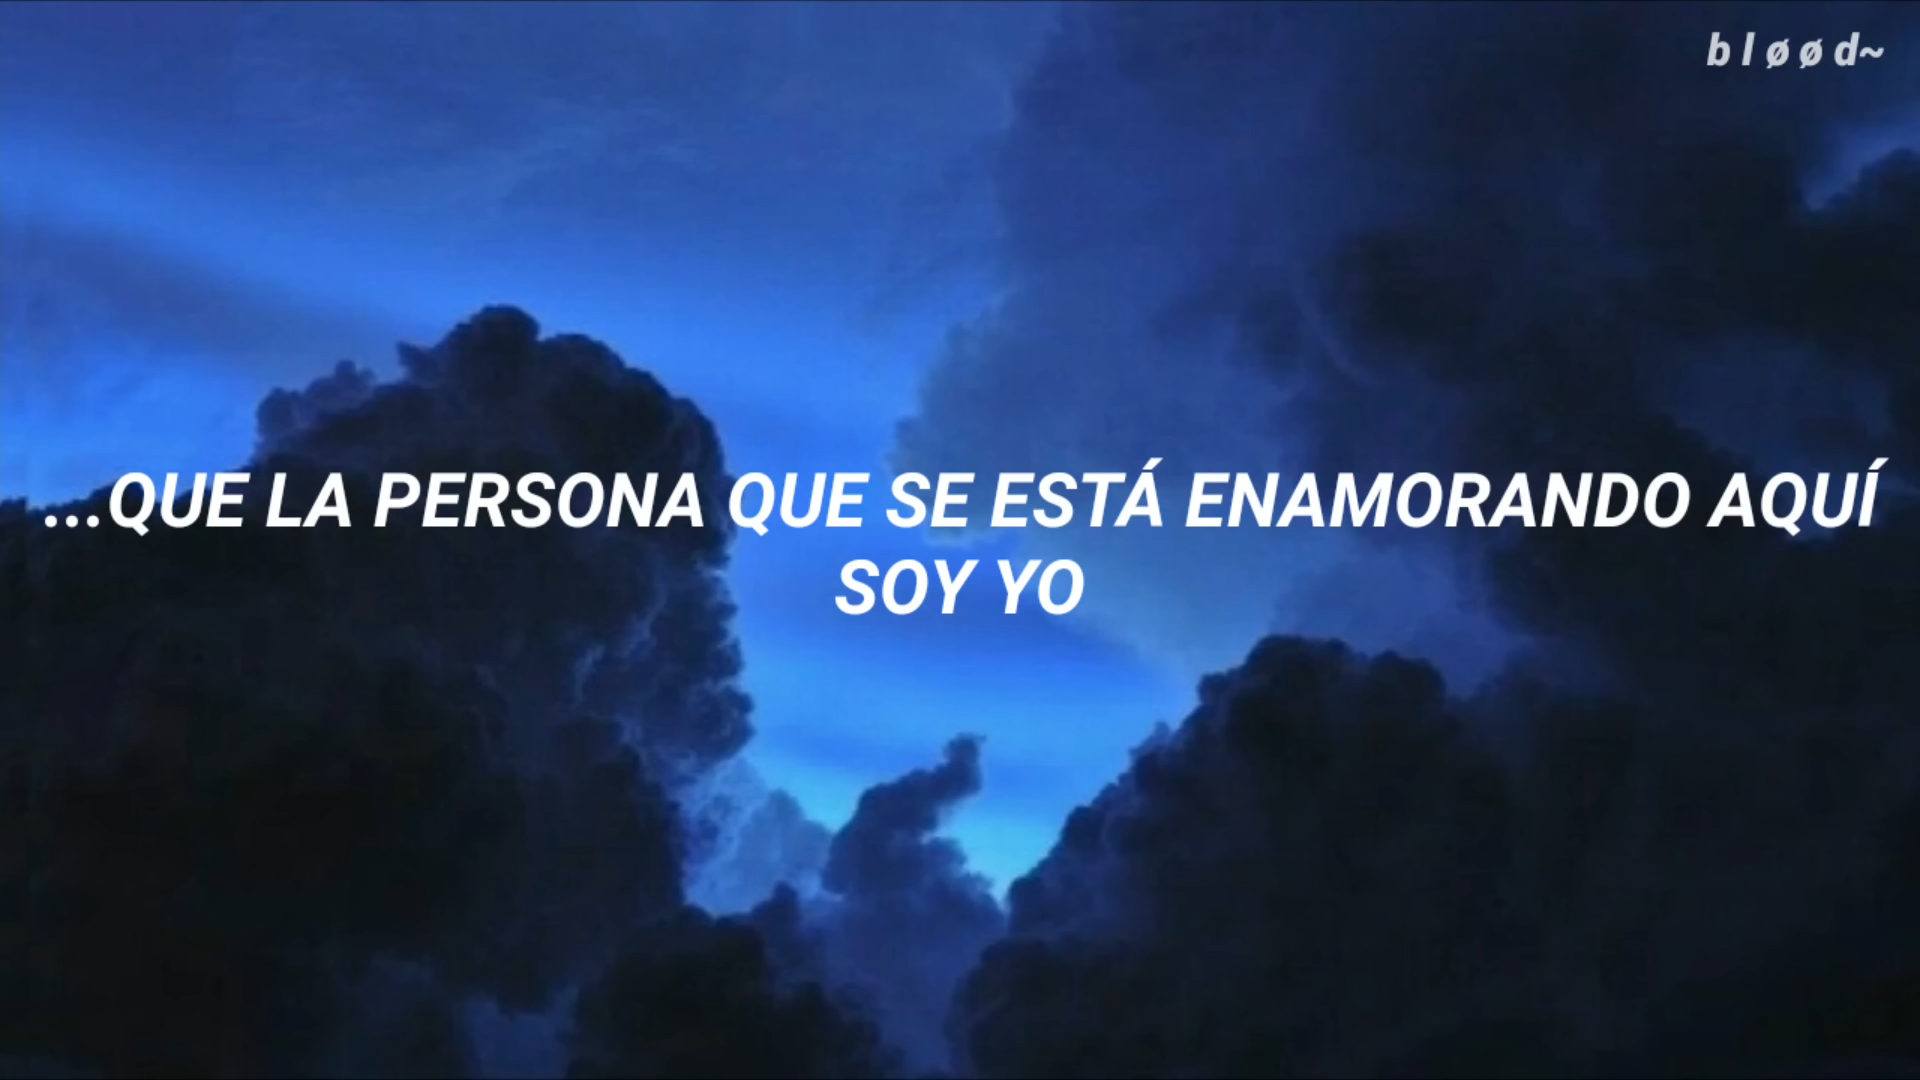 b l ø ø d~
...QUE LA PERSONA QUE SE ESTÁ ENAMORANDO AQUÍ
SOY YO